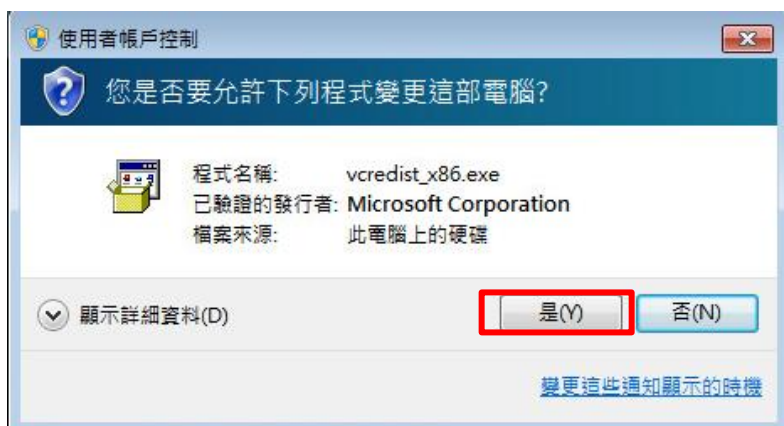 使用者帳戶控制
您是否要允許下列程式變更這部電腦?
程式名稱: vcredist_x86.exe
已驗證的發行者: Microsoft Corporation
檔案來源: 此電腦上的硬碟
顯示詳細資料(D) 是(Y) 否(N)
變更這些通知顯示的時機